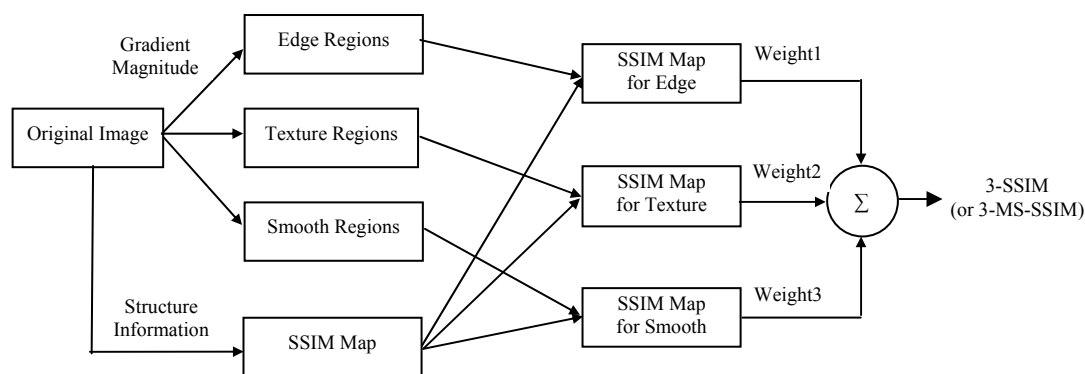 Gradient
Magnitude
Edge Regions
Original Image
Texture Regions
Smooth Regions
Structure
Information
SSIM Map
SSIM Map
for Edge
Weight1
SSIM Map
for Texture
Weight2
SSIM Map
for Smooth
Weight3
Σ
3-SSIM
(or 3-MS-SSIM)